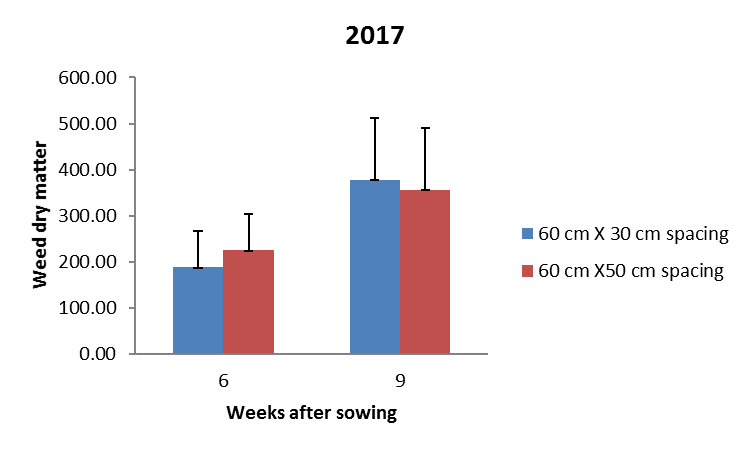 2017
600.00
500.00
400.00
300.00
200.00
100.00
0.00
Weed dry matter
6
9
Weeks after sowing
60 cm X 30 cm spacing
60 cm X50 cm spacing